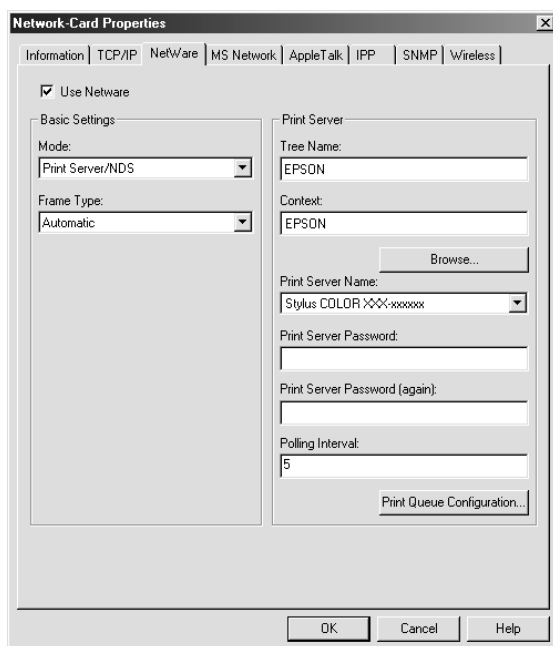 Network-Card Properties
Information TCP/IP NetWare MS Network AppleTalk IPP SNMP Wireless
Use Netware
Basic Settings
Mode:
Print Server/NDS
Frame Type:
Automatic
Print Server
Tree Name:
EPSON
Context:
EPSON
Browse...
Print Server Name:
Stylus COLOR XXX-xxxxxx
Print Server Password:
Print Server Password (again):
Polling Interval:
5
Print Queue Configuration...
OK Cancel Help